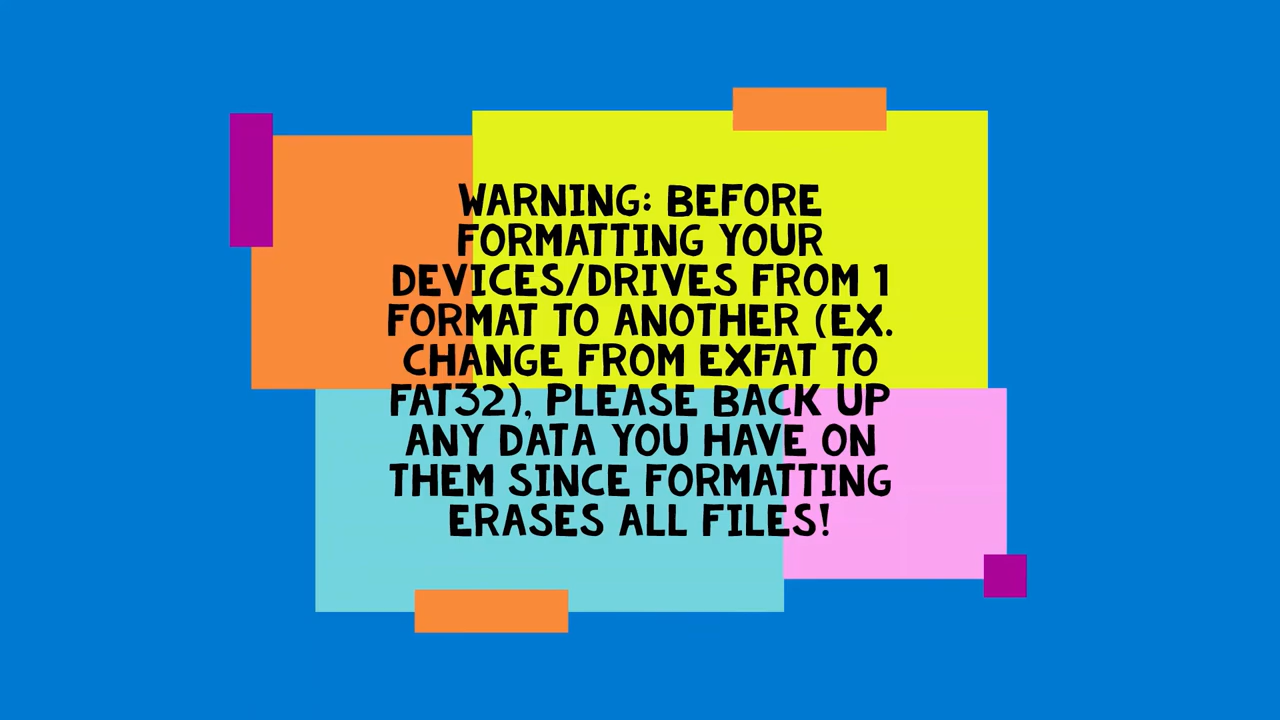 WARNING: BEFORE
FORMATTING YOUR
DEVICES/DRIVES FROM 1
FORMAT TO ANOTHER (EX.
CHANGE FROM EXFAT TO
FAT32), PLEASE BACK UP
ANY DATA YOU HAVE ON
THEM SINCE FORMATTING
ERASES ALL FILES!